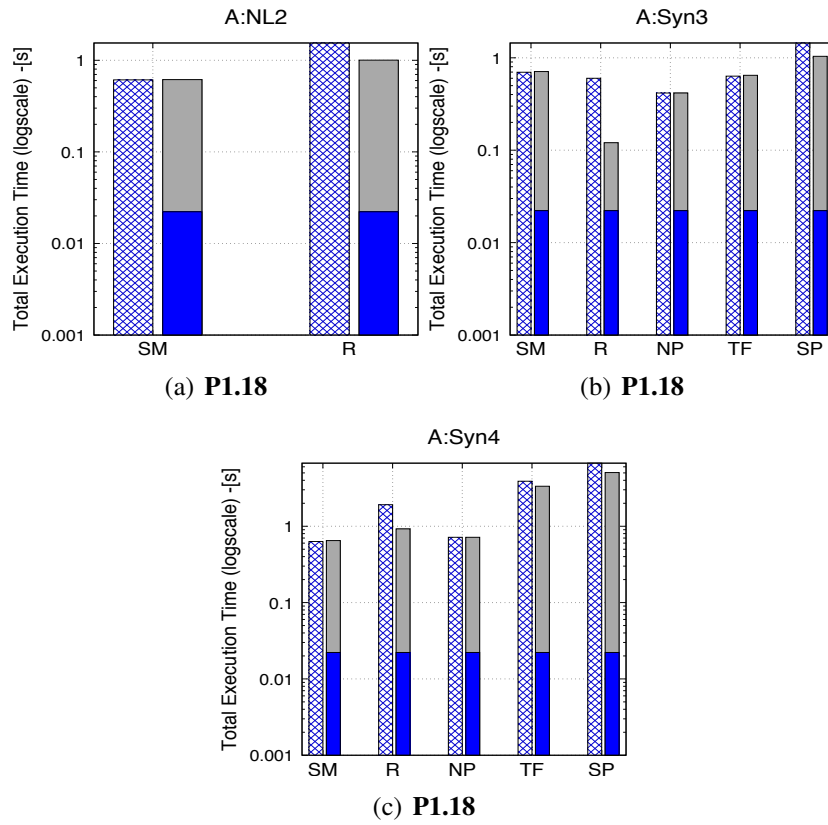 A:NL2
Total Execution Time (logscale) -[s]
1
0.1
0.01
0.001
SM R
(a) P1.18
A:Syn3
Total Execution Time (logscale) -[s]
1
0.1
0.01
0.001
SM R NP TF SP
(b) P1.18
A:Syn4
Total Execution Time (logscale) -[s]
1
0.1
0.01
0.001
SM R NP TF SP
(c) P1.18